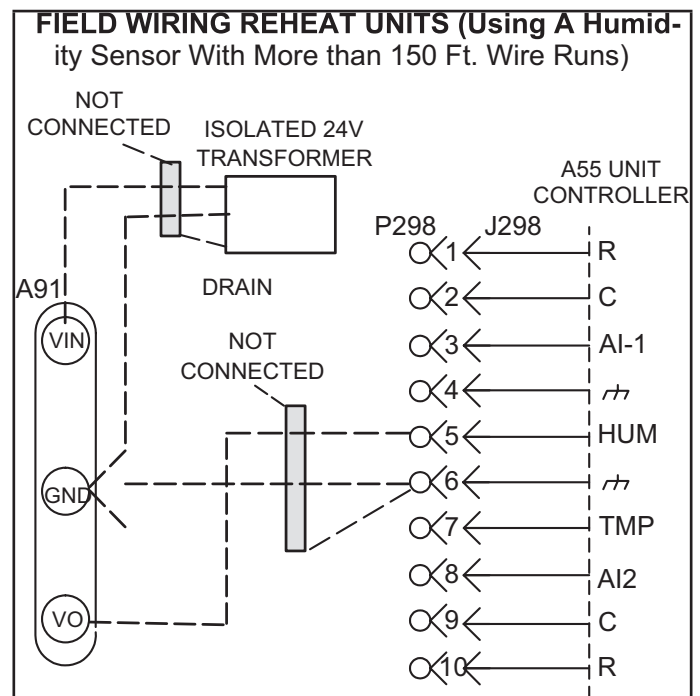 FIELD WIRING REHEAT UNITS (Using A Humid-
ity Sensor With More than 150 Ft. Wire Runs)
NOT
CONNECTED
ISOLATED 24V
TRANSFORMER
A55 UNIT
CONTROLLER
P298 J298
1 R
A91
DRAIN
2 C
VIN
NOT
CONNECTED
3 AI-1
4
5 HUM
GND
6
7 TMP
8 AI2
VO
9 C
10 R